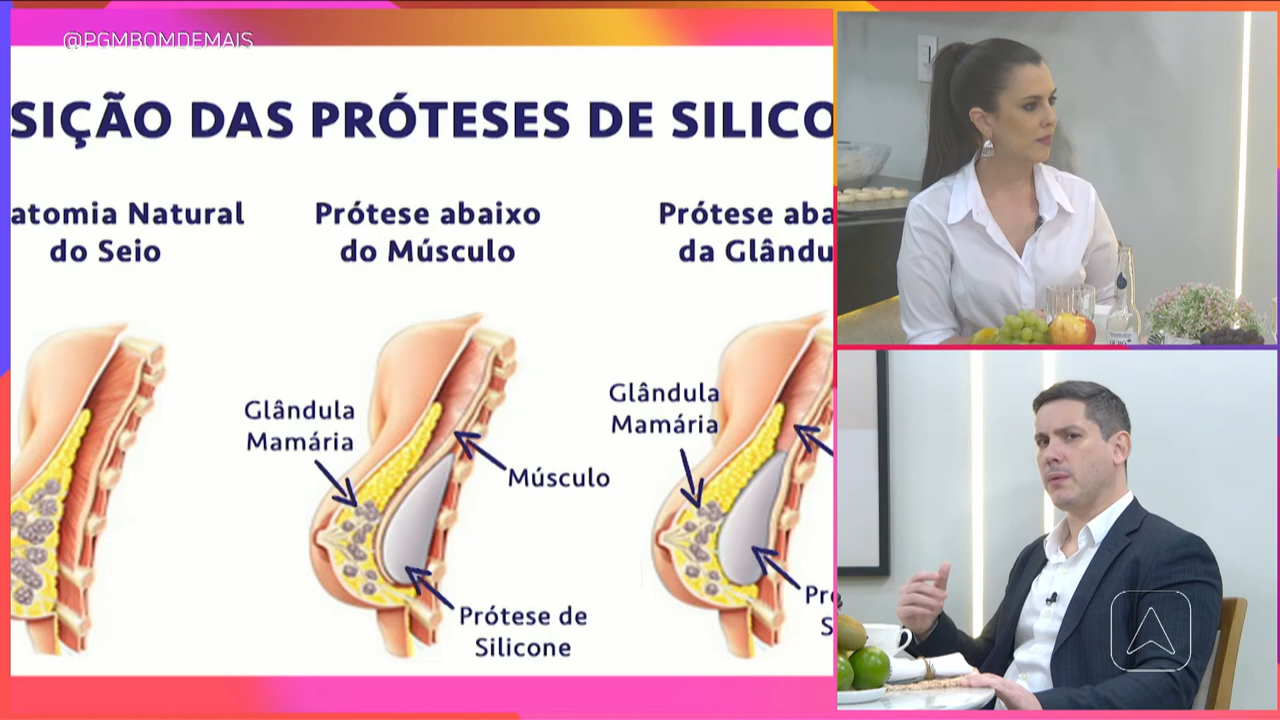 @PGMBOMDEMAIS
SIÇÃO DAS PRÓTESES DE SILICO
atomia Natural
do Seio
Prótese abaixo
do Músculo
Prótese aba
da Glându
Glândula
Mamária
Músculo
Prótese de
Silicone
Glândula
Mamária
Pró
S